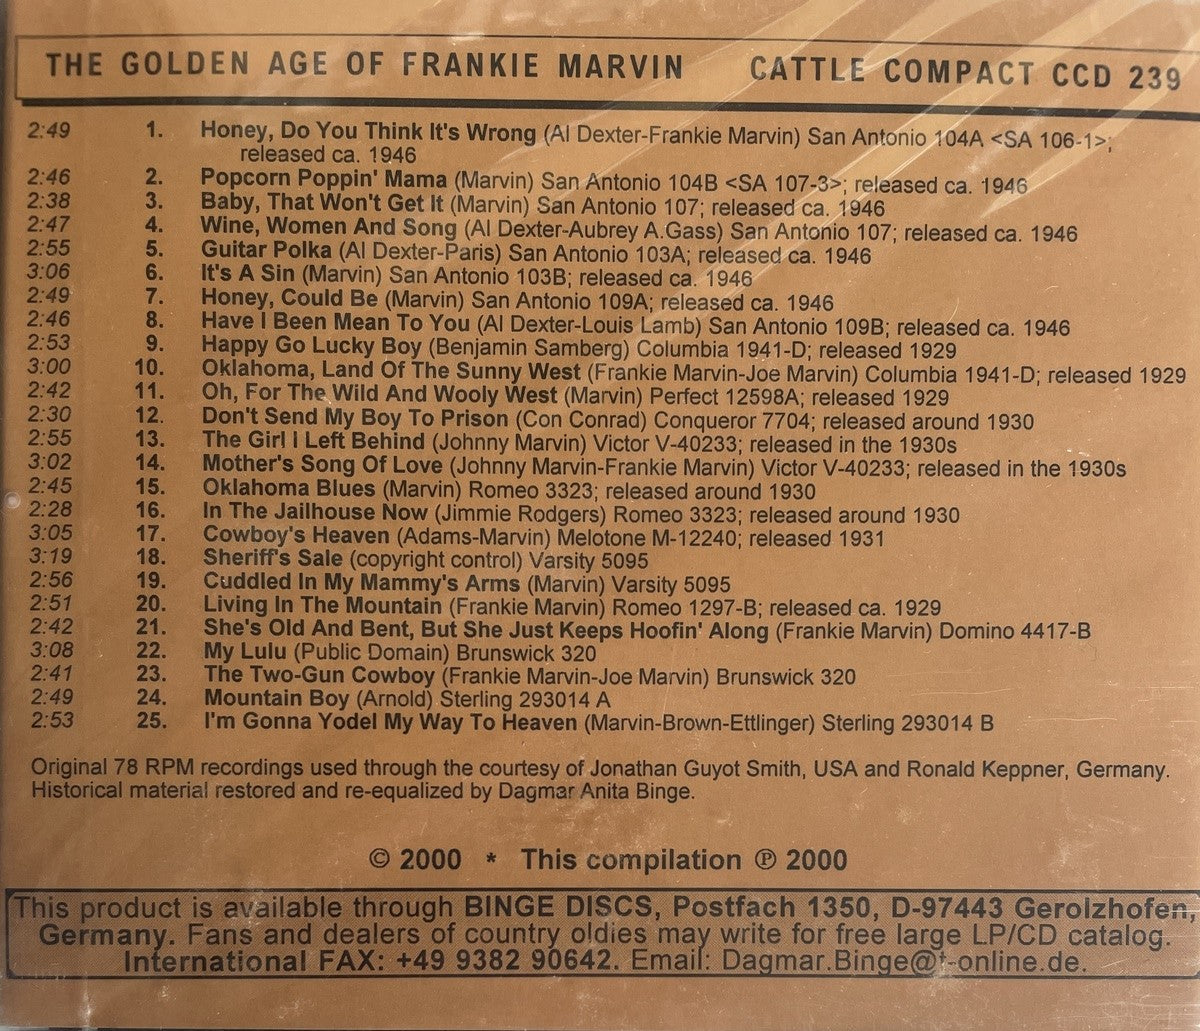 THE GOLDEN AGE OF FRANKIE MARVIN CATTLE COMPACT CCD 239
2:49 1. Honey, Do You Think It's Wrong (Al Dexter-Frankie Marvin) San Antonio 104A <SA 106-1>;
released ca. 1946
2:46 2. Popcorn Poppin' Mama (Marvin) San Antonio 104B <SA 107-3>; released ca. 1946
2:38 3. Baby, That Won't Get It (Marvin) San Antonio 107; released ca. 1946
2:47 4. Wine, Women And Song (Al Dexter-Aubrey A.Gass) San Antonio 107; released ca. 1946
2:55 5. Guitar Polka (Al Dexter-Paris) San Antonio 103A; released ca. 1946
3:06 6. It's A Sin (Marvin) San Antonio 103B; released ca. 1946
2:49 7. Honey, Could Be (Marvin) San Antonio 109A; released ca. 1946
2:46 8. Have I Been Mean To You (Al Dexter-Louis Lamb) San Antonio 109B; released ca. 1946
2:53 9. Happy Go Lucky Boy (Benjamin Samberg) Columbia 1941-D; released 1929
3:00 10. Oklahoma, Land Of The Sunny West (Frankie Marvin-Joe Marvin) Columbia 1941-D; released 1929
2:42 11. Oh, For The Wild And Wooly West (Marvin) Perfect 12598A; released 1929
2:30 12. Don't Send My Boy To Prison (Con Conrad) Conqueror 7704; released around 1930
2:55 13. The Girl I Left Behind (Johnny Marvin) Victor V-40233; released in the 1930s
3:02 14. Mother's Song Of Love (Johnny Marvin-Frankie Marvin) Victor V-40233; released in the 1930s
2:45 15. Oklahoma Blues (Marvin) Romeo 3323; released around 1930
2:28 16. In The Jailhouse Now (Jimmie Rodgers) Romeo 3323; released around 1930
3:05 17. Cowboy's Heaven (Adams-Marvin) Melotone M-12240; released 1931
3:19 18. Sheriff's Sale (copyright control) Varsity 5095
2:56 19. Cuddled In My Mammy's Arms (Marvin) Varsity 5095
2:51 20. Living In The Mountain (Frankie Marvin) Romeo 1297-B; released ca. 1929
2:42 21. She's Old And Bent, But She Just Keeps Hoofin' Along (Frankie Marvin) Domino 4417-B
3:08 22. My Lulu (Public Domain) Brunswick 320
2:41 23. The Two-Gun Cowboy (Frankie Marvin-Joe Marvin) Brunswick 320
2:49 24. Mountain Boy (Arnold) Sterling 293014 A
2:53 25. I'm Gonna Yodel My Way To Heaven (Marvin-Brown-Ettlinger) Sterling 293014 B
Original 78 RPM recordings used through the courtesy of Jonathan Guyot Smith, USA and Ronald Keppner, Germany.
Historical material restored and re-equalized by Dagmar Anita Binge.
© 2000 * This compilation ℗ 2000
This product is available through BINGE DISCS, Postfach 1350, D-97443 Gerolzhofen,
Germany. Fans and dealers of country oldies may write for free large LP/CD catalog.
International FAX: +49 9382 90642. Email: Dagmar.Binge@t-online.de.